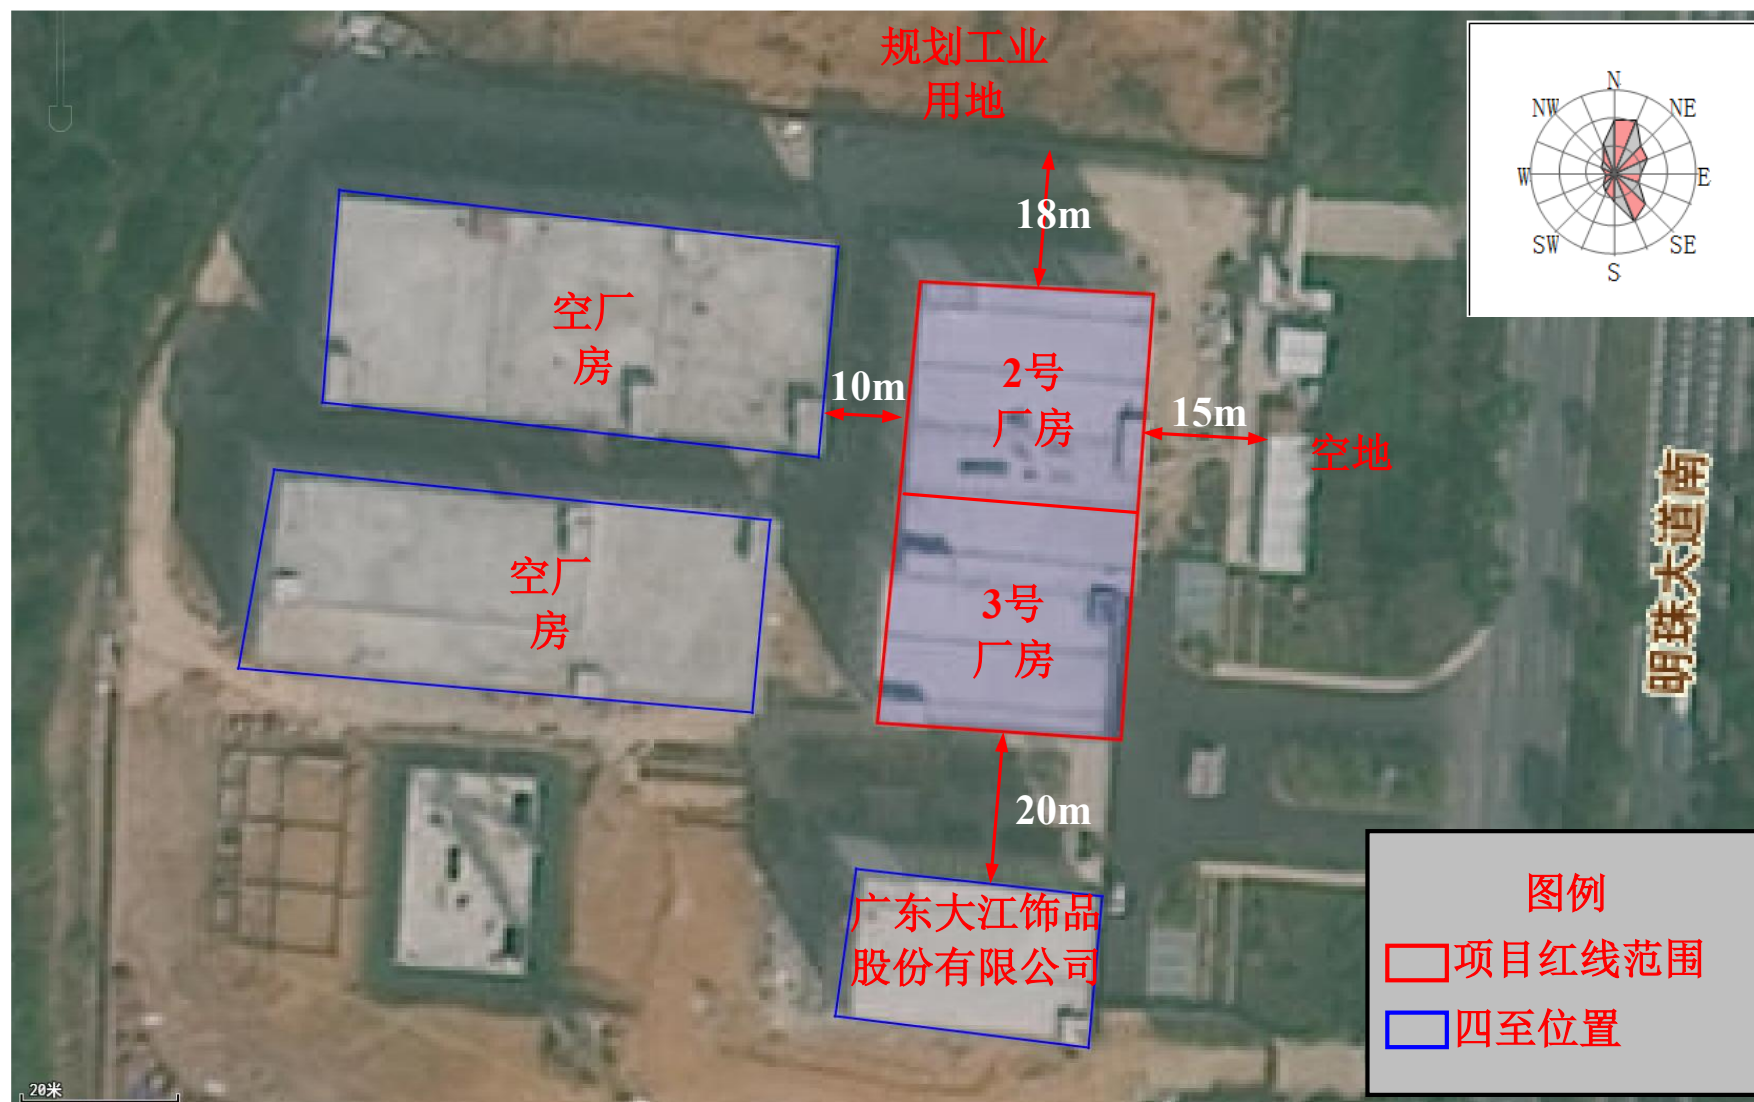 规划工业
用地
N
NW
NE
W
E
SW
SE
S
18m
空厂
房
2号
厂房
10m
15m
空地
明珠大道南
空厂
房
3号
厂房
20m
广东大江饰品
股份有限公司
图例
项目红线范围
四至位置
20米